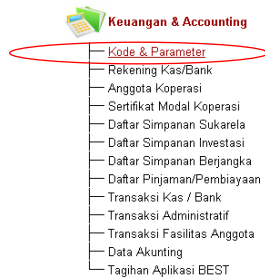 Keuangan & Accounting
Kode & Parameter
Rekening Kas/Bank
Anggota Koperasi
Sertifikat Modal Koperasi
Daftar Simpanan Sukarela
Daftar Simpanan Investasi
Daftar Simpanan Berjangka
Daftar Pinjaman/Pembiayaan
Transaksi Kas / Bank
Transaksi Administratif
Transaksi Fasilitas Anggota
Data Akunting
Tagihan Aplikasi BEST